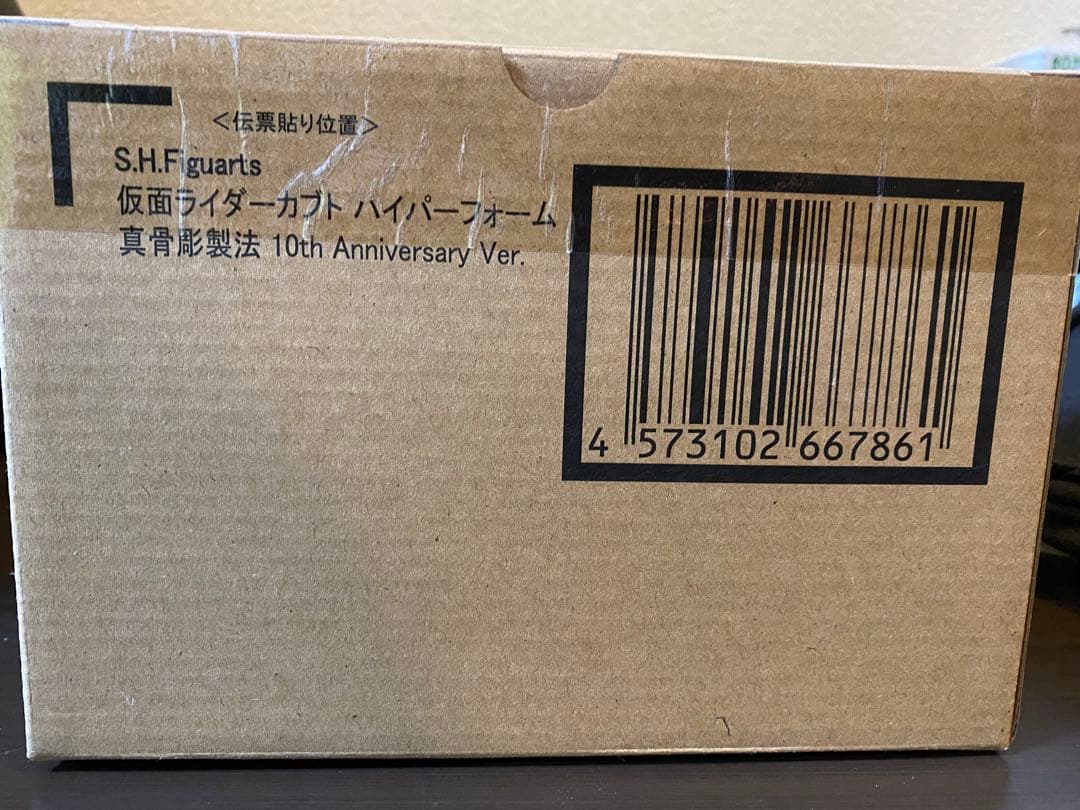 <伝票貼り位置>
S.H.Figuarts
仮面ライダーカブト ハイパーフォーム
真骨彫製法 10th Anniversary Ver.
4 573102 667861